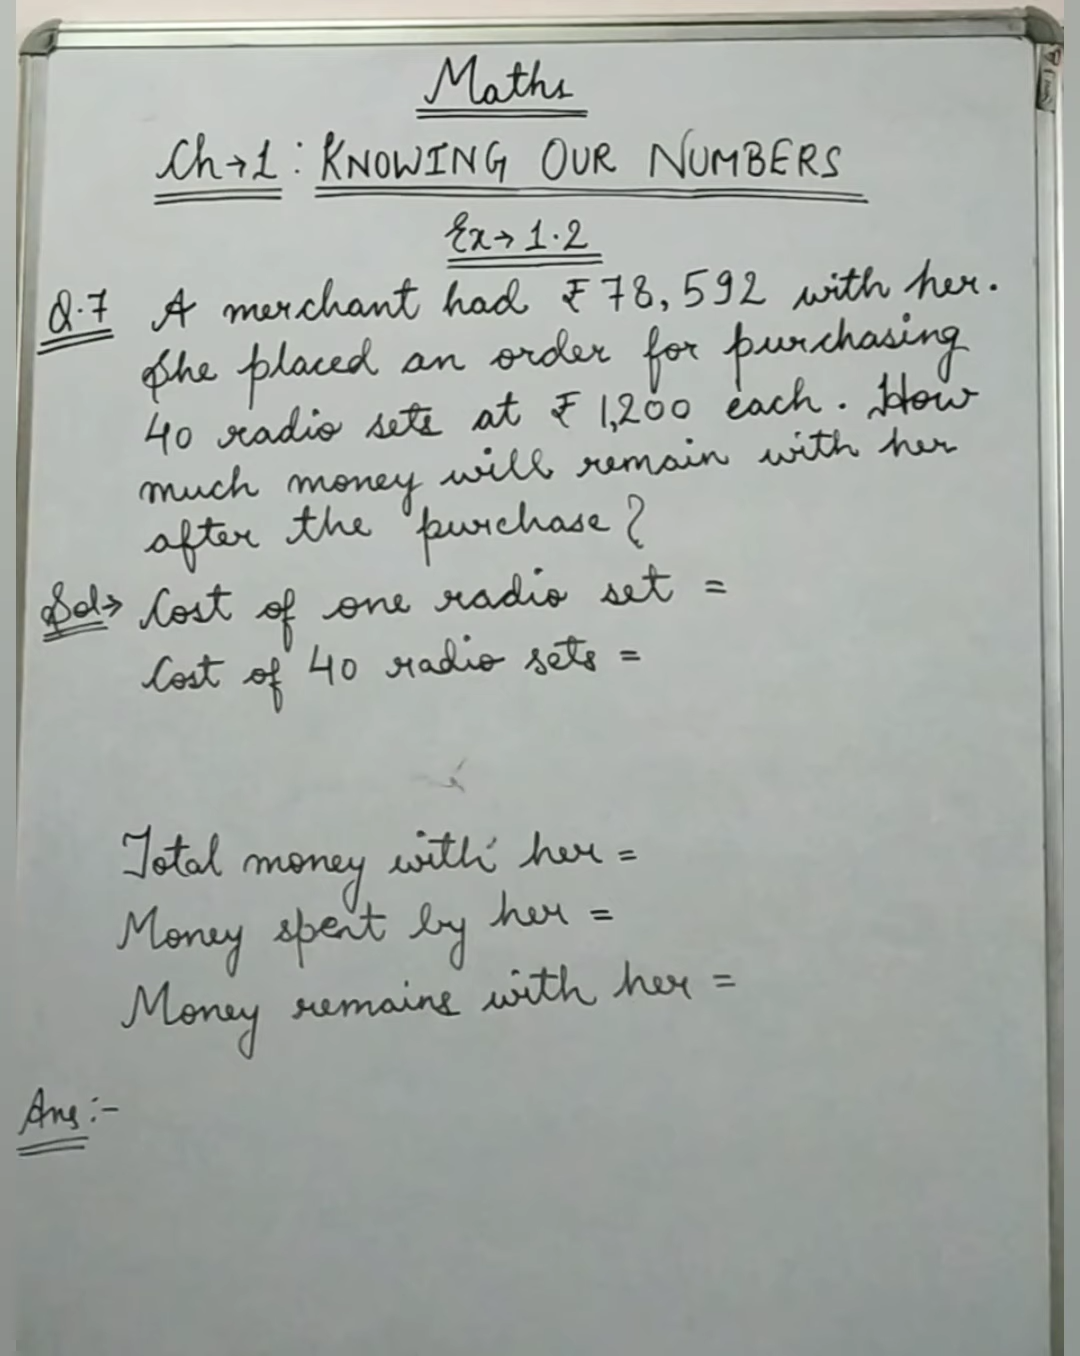 Maths
Ch→1: KNOWING OUR NUMBERS
Ex→ 1.2
Q.7 A merchant had ₹78,592 with her.
She placed an order for purchasing
40 radio sets at ₹1,200 each. How
much money will remain with her
after the purchase?
Sol→ Cost of one radio set =
Cost of 40 radio sets =
Total money with her =
Money spent by her =
Money remains with her =
Ans:-